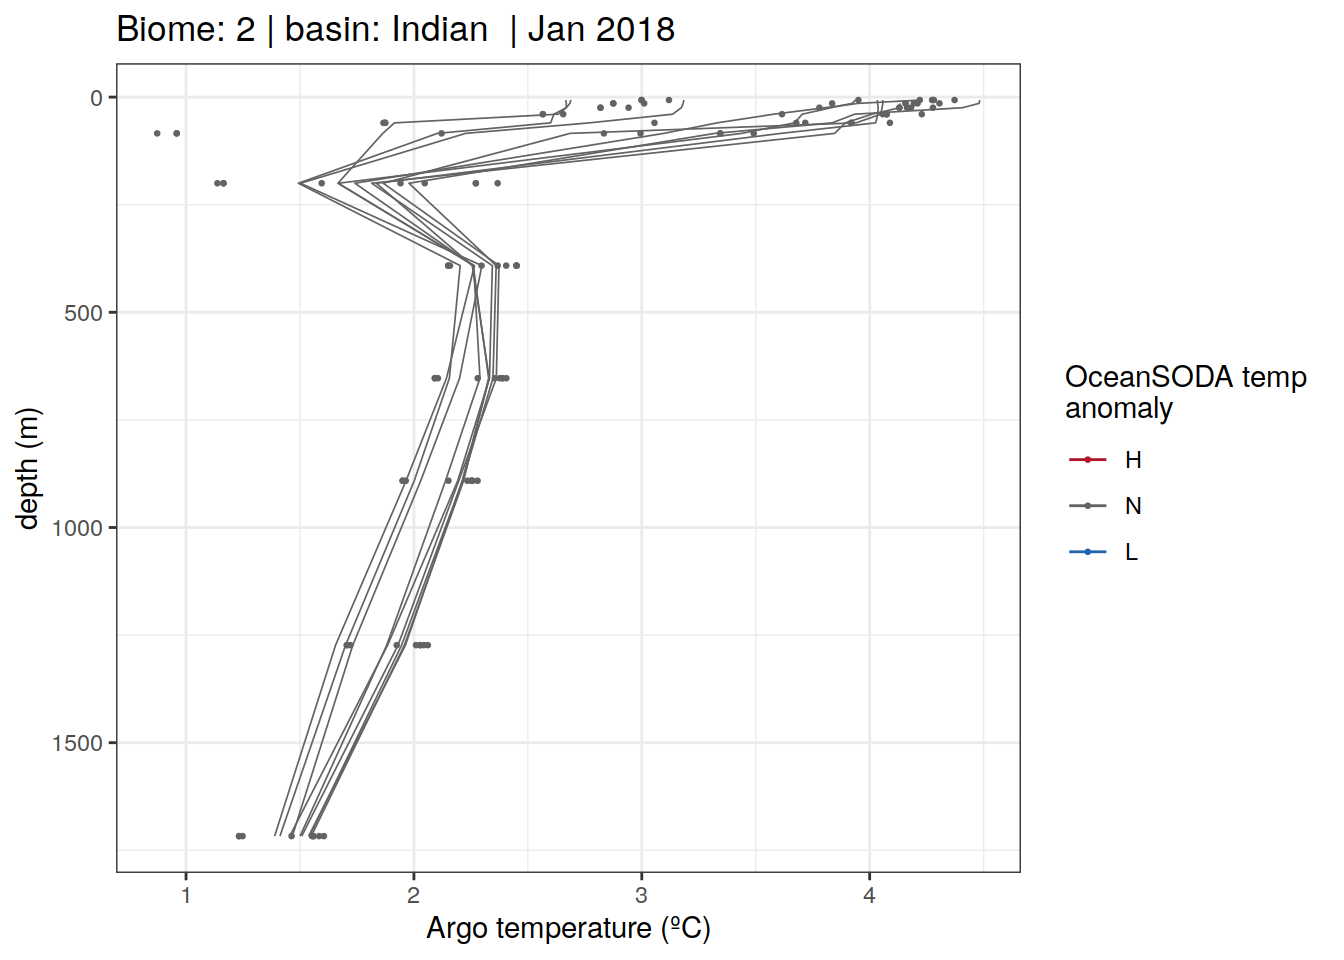 Biome: 2 | basin: Indian  | Jan 2018
0
500
1000
1500
depth (m)
1
2
3
4
Argo temperature (ºC)
OceanSODA temp
anomaly
H
N
L